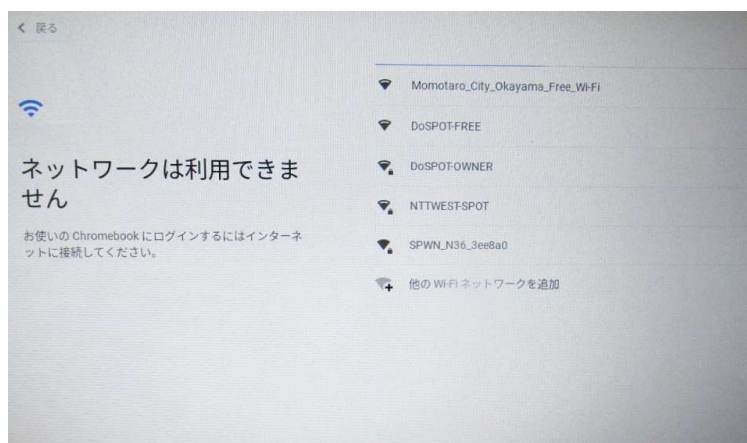 戻る
ネットワークは利用できま
せん
お使いの Chromebook にログインするにはインターネ
ットに接続してください。
Momotaro_City_Okayama_Free_Wi-Fi
DoSPOT-FREE
DoSPOT-OWNER
NTTWEST-SPOT
SPWN_N36_3ee8a0
他の Wi-Fi ネットワークを追加